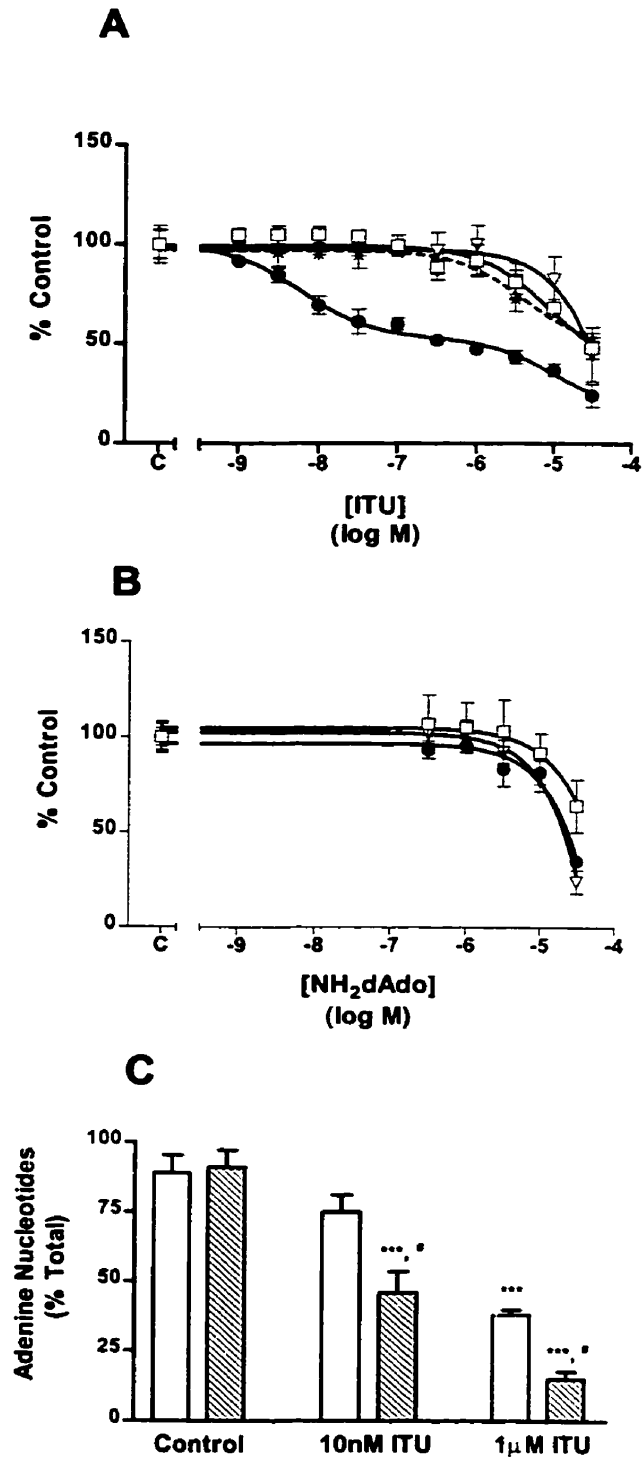 A
150
100
50
0
% Control
C
-9
-8
-7
-6
-5
-4
[ITU]
(log M)
B
150
100
50
0
% Control
C
-9
-8
-7
-6
-5
-4
[NH₂dAdo]
(log M)
C
100
75
50
25
0
Adenine Nucleotides
(% Total)
***, #
***
***, #
Control
10nM ITU
1μM ITU